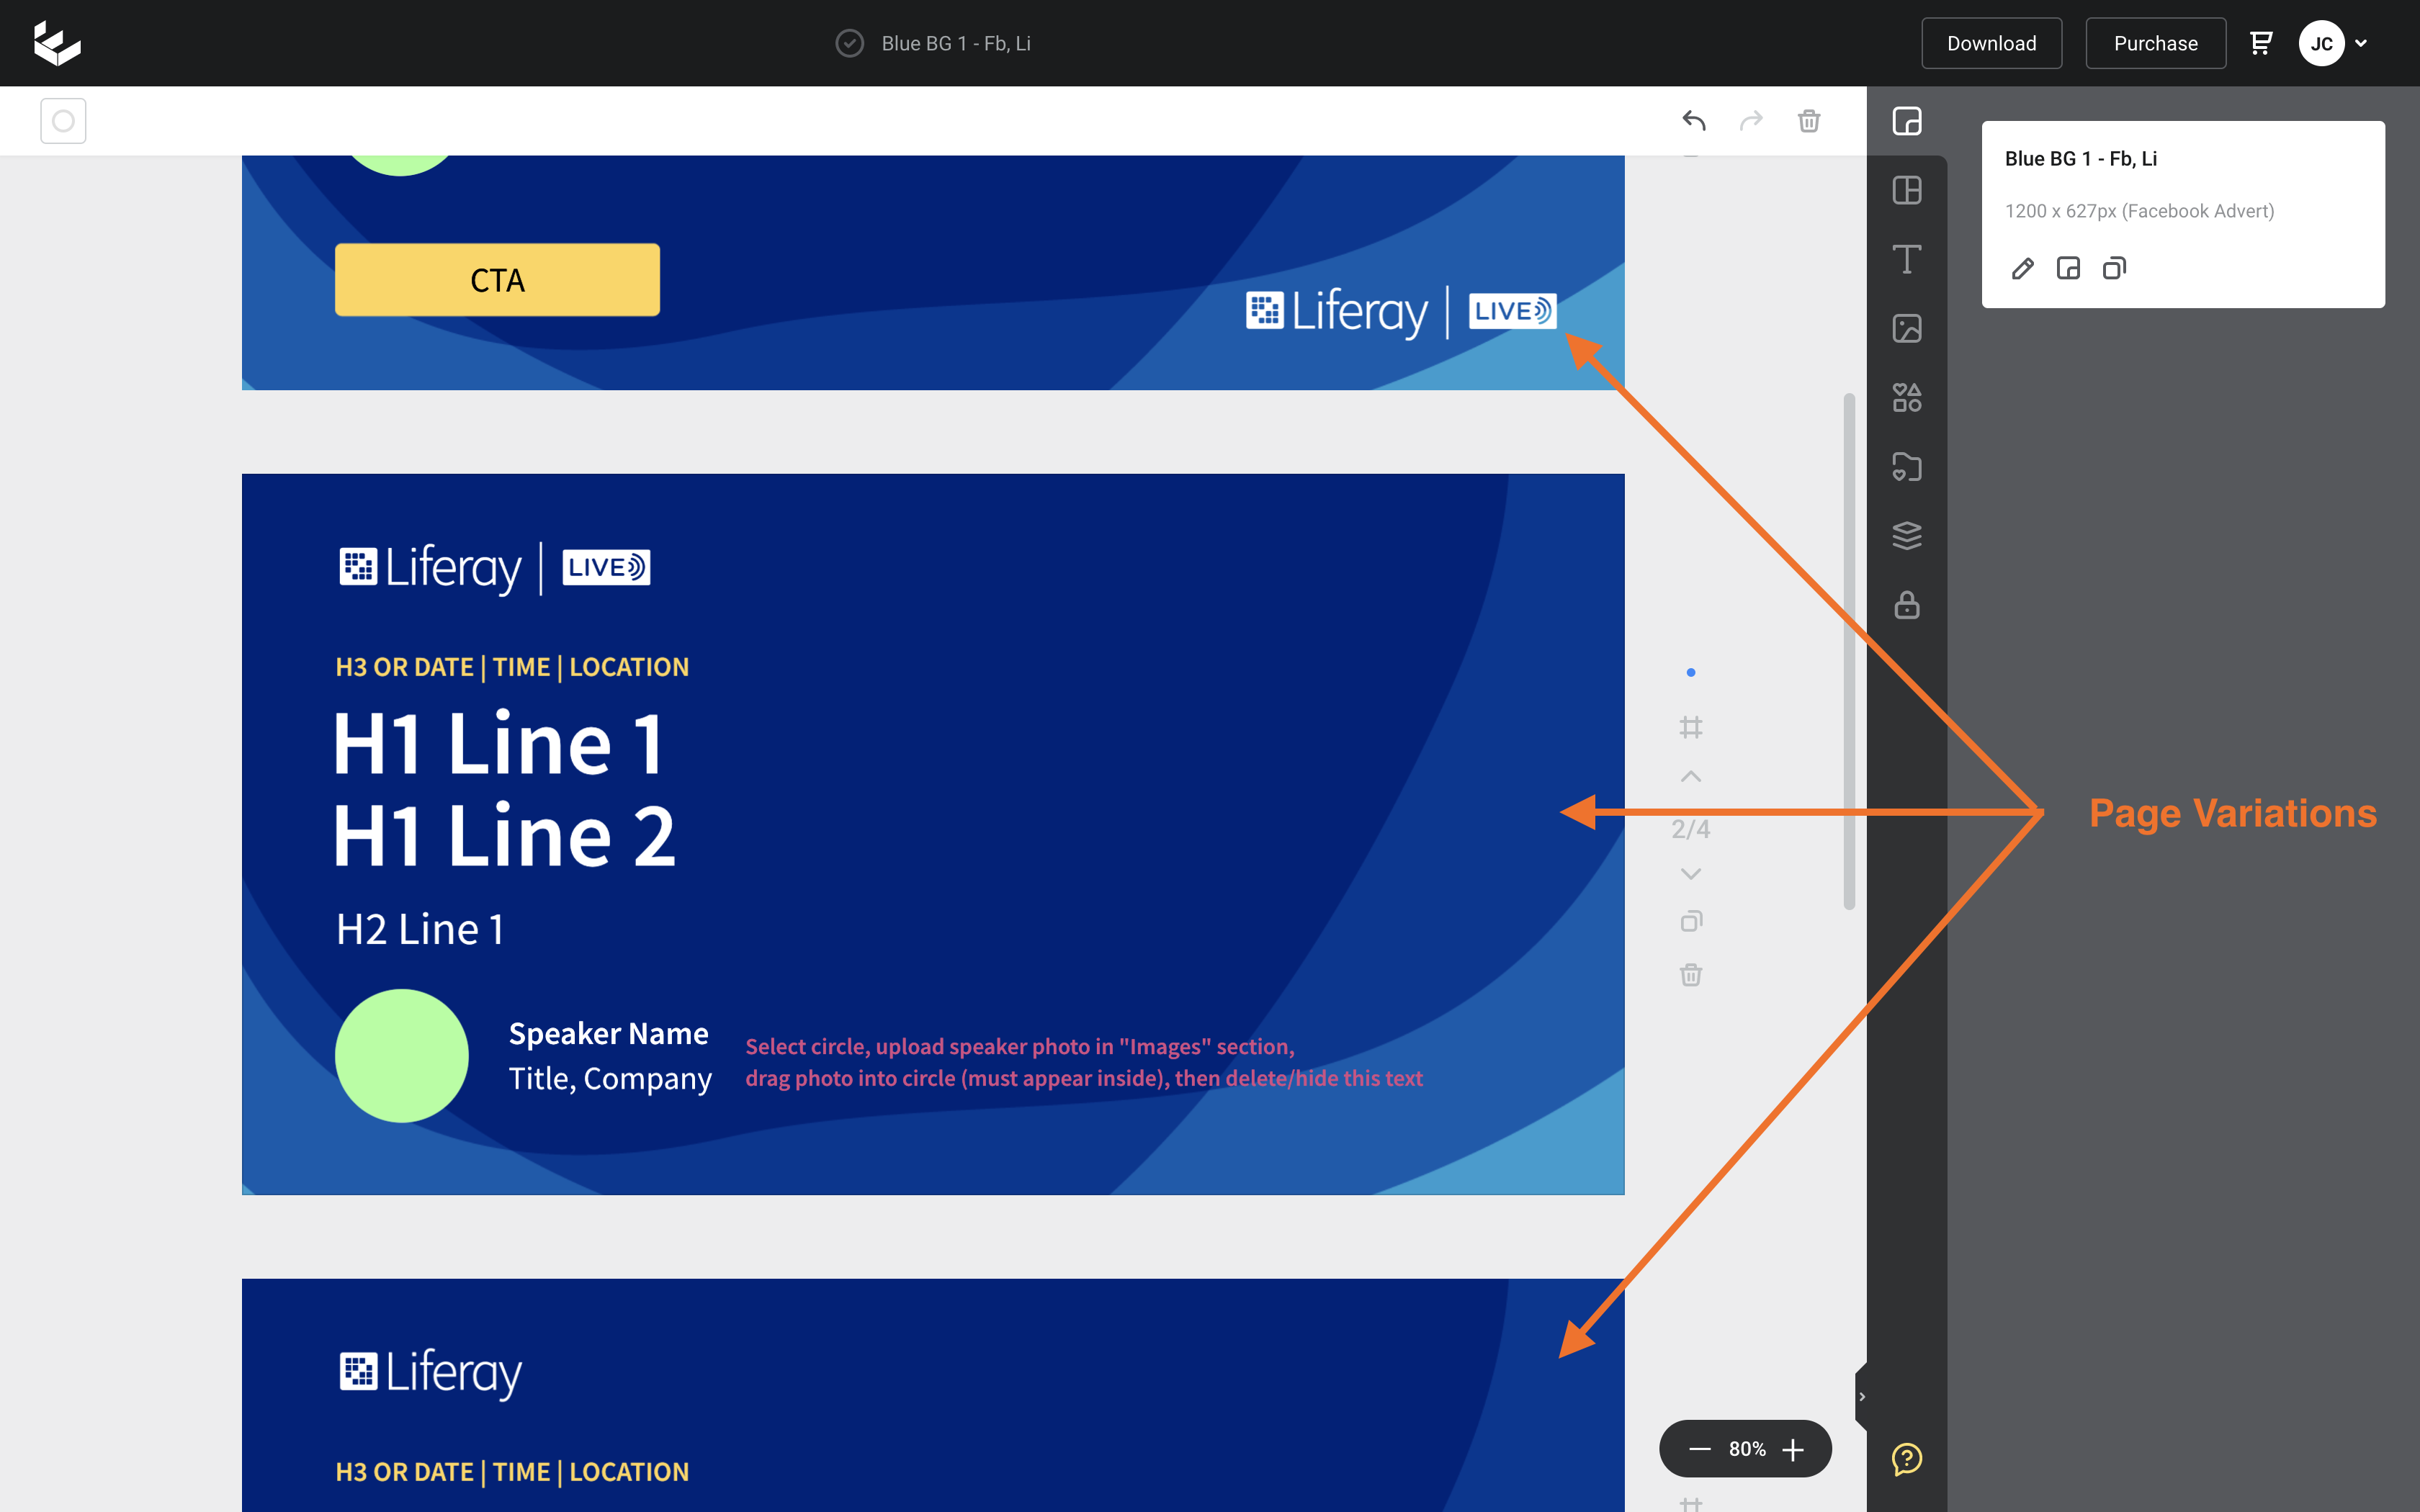 Blue BG 1 - Fb, Li
Download
Purchase
JC
Blue BG 1 - Fb, Li
1200 x 627px (Facebook Advert)
CTA
Liferay | LIVE
Liferay | LIVE
H3 OR DATE | TIME | LOCATION
H1 Line 1
H1 Line 2
H2 Line 1
Speaker Name
Title, Company
Select circle, upload speaker photo in "Images" section,
drag photo into circle (must appear inside), then delete/hide this text
2/4
Page Variations
Liferay
H3 OR DATE | TIME | LOCATION
80%